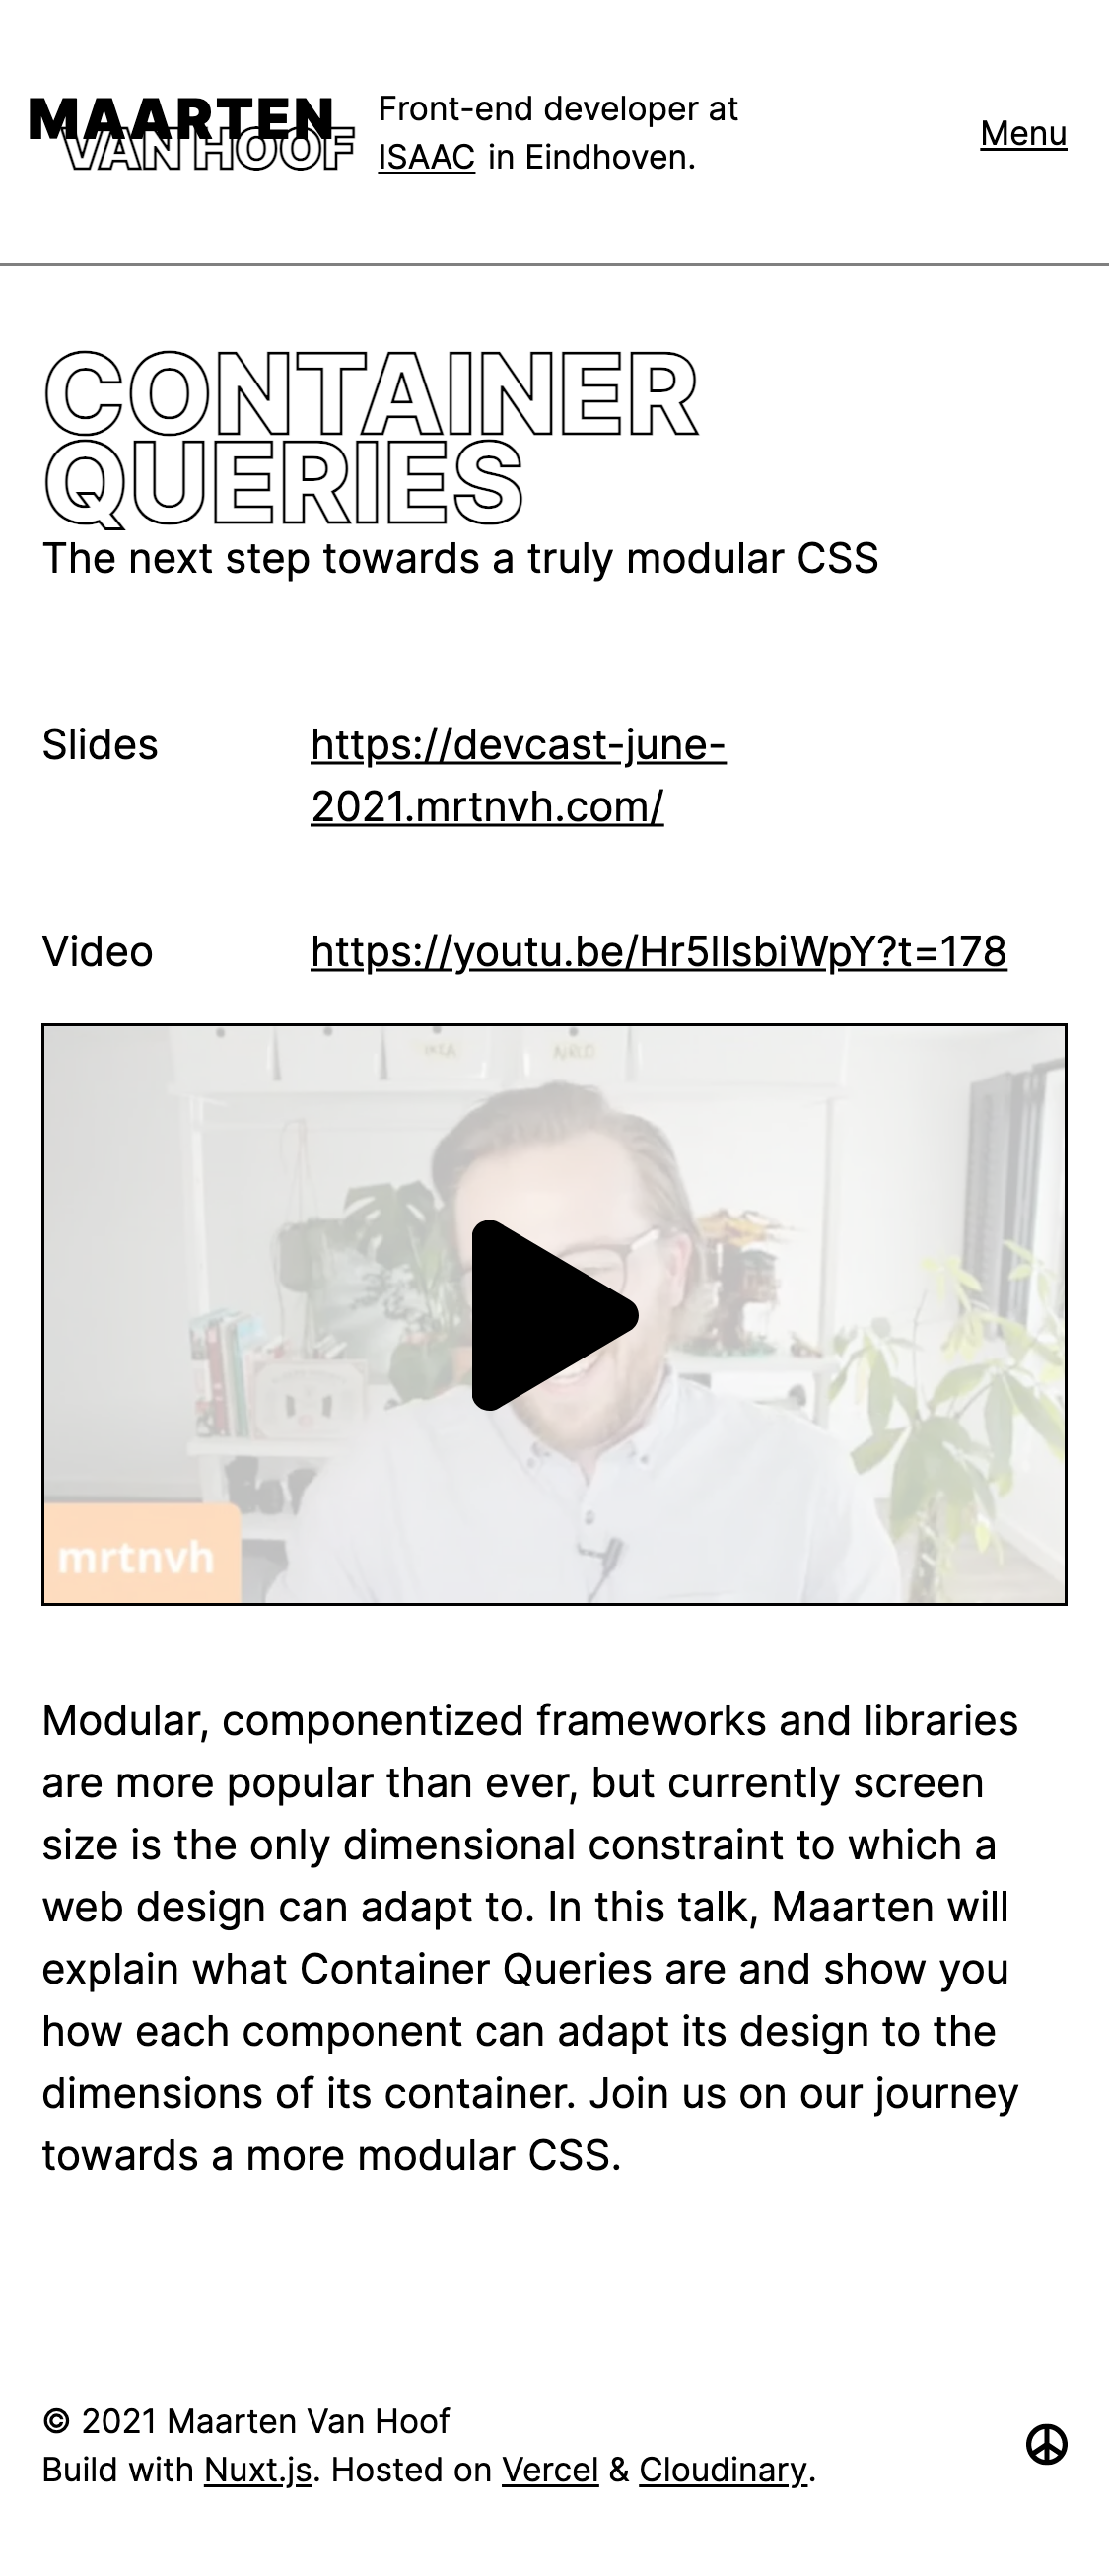 MAARTEN
VAN HOOF
Front-end developer at
ISAAC in Eindhoven.
Menu
CONTAINER
QUERIES
The next step towards a truly modular CSS
Slides
https://devcast-june-
2021.mrtnvh.com/
Video
https://youtu.be/Hr5IIsbiWpY?t=178
mrtnvh
Modular, componentized frameworks and libraries
are more popular than ever, but currently screen
size is the only dimensional constraint to which a
web design can adapt to. In this talk, Maarten will
explain what Container Queries are and show you
how each component can adapt its design to the
dimensions of its container. Join us on our journey
towards a more modular CSS.
© 2021 Maarten Van Hoof
Build with Nuxt.js. Hosted on Vercel & Cloudinary.